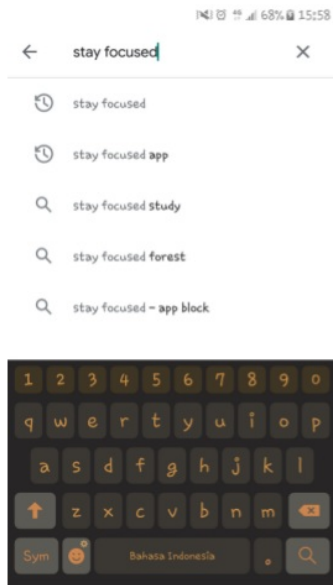 68% 15:58
stay focused
stay focused
stay focused app
stay focused study
stay focused forest
stay focused - app block
1 2 3 4 5 6 7 8 9 0
q w e r t y u i o p
a s d f g h j k l
z x c v b n m
Sym Bahasa Indonesia .